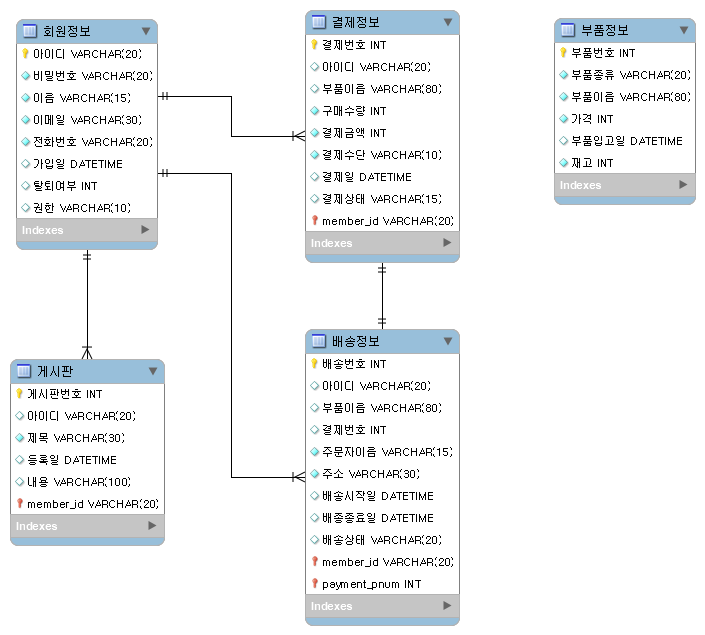 회원정보
아이디 VARCHAR(20)
비밀번호 VARCHAR(20)
이름 VARCHAR(15)
이메일 VARCHAR(30)
전화번호 VARCHAR(20)
가입일 DATETIME
탈퇴여부 INT
권한 VARCHAR(10)
Indexes
결제정보
결제번호 INT
아이디 VARCHAR(20)
부품이름 VARCHAR(80)
구매수량 INT
결제금액 INT
결제수단 VARCHAR(10)
결제일 DATETIME
결제상태 VARCHAR(15)
member_id VARCHAR(20)
Indexes
부품정보
부품번호 INT
부품종류 VARCHAR(20)
부품이름 VARCHAR(80)
가격 INT
부품입고일 DATETIME
재고 INT
Indexes
게시판
게시판번호 INT
아이디 VARCHAR(20)
제목 VARCHAR(30)
등록일 DATETIME
내용 VARCHAR(100)
member_id VARCHAR(20)
Indexes
배송정보
배송번호 INT
아이디 VARCHAR(20)
부품이름 VARCHAR(80)
결제번호 INT
주문자이름 VARCHAR(15)
주소 VARCHAR(30)
배송시작일 DATETIME
배종종료일 DATETIME
배송상태 VARCHAR(20)
member_id VARCHAR(20)
payment_pnum INT
Indexes